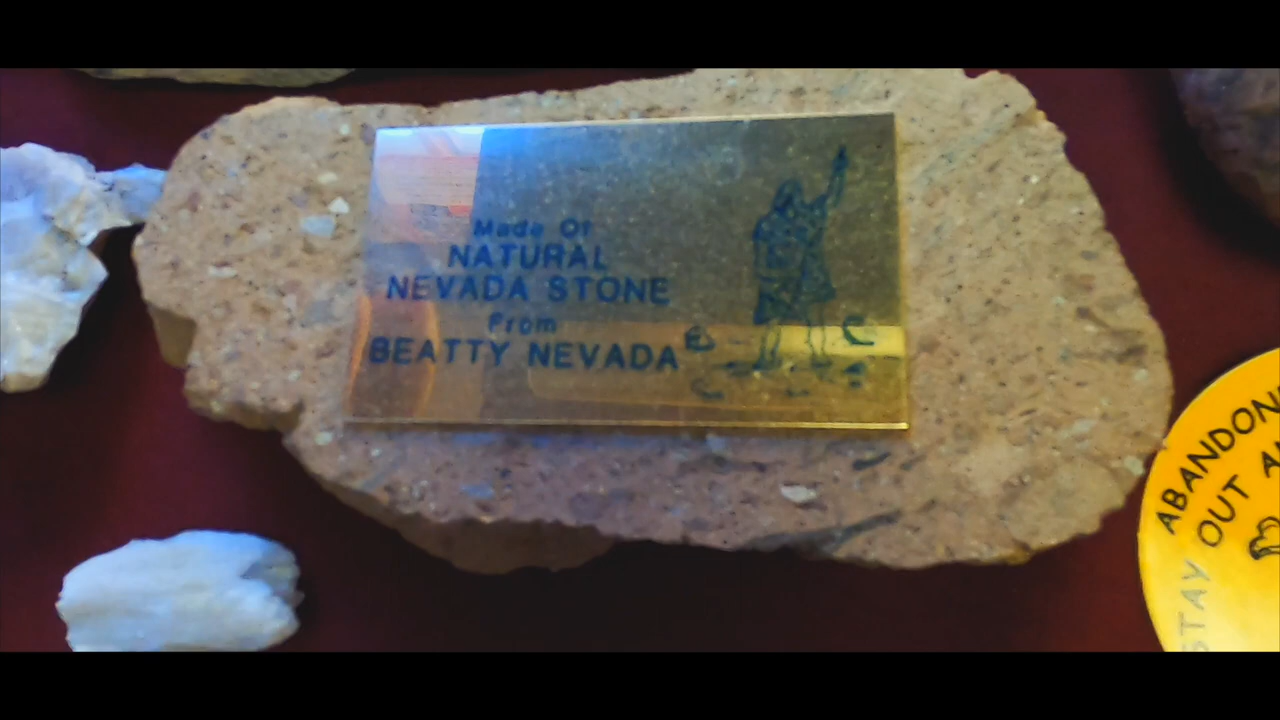 Made Of
NATURAL
NEVADA STONE
From
BEATTY NEVADA
ABANDON
OUT
STAY